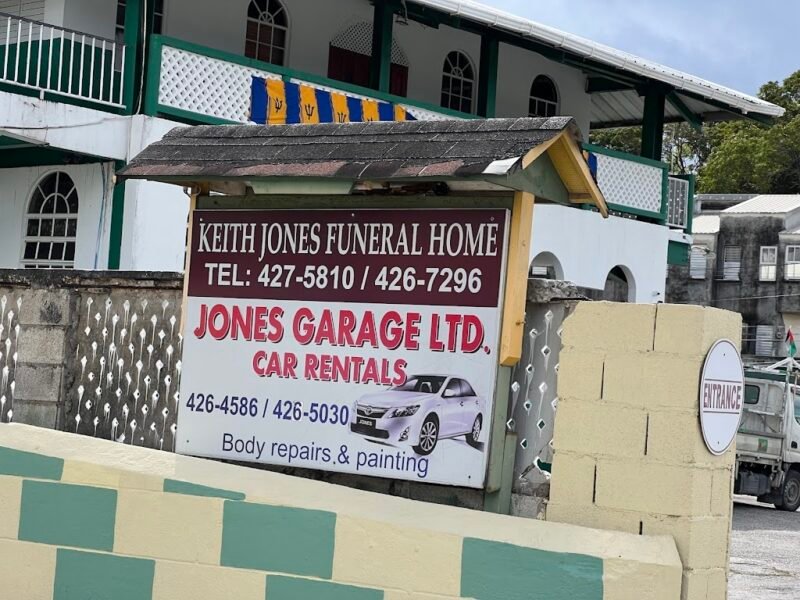 KEITH JONES FUNERAL HOME
TEL: 427-5810 / 426-7296
JONES GARAGE LTD.
CAR RENTALS
426-4586 / 426-5030
JONES
Body repairs & painting
ENTRANCE